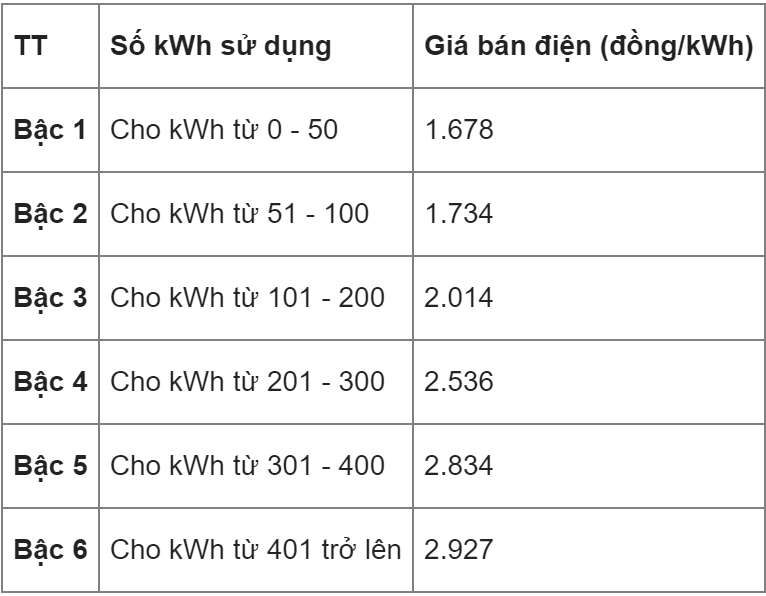 TT Số kWh sử dụng Giá bán điện (đồng/kWh)
Bậc 1 Cho kWh từ 0 - 50 1.678
Bậc 2 Cho kWh từ 51 - 100 1.734
Bậc 3 Cho kWh từ 101 - 200 2.014
Bậc 4 Cho kWh từ 201 - 300 2.536
Bậc 5 Cho kWh từ 301 - 400 2.834
Bậc 6 Cho kWh từ 401 trở lên 2.927